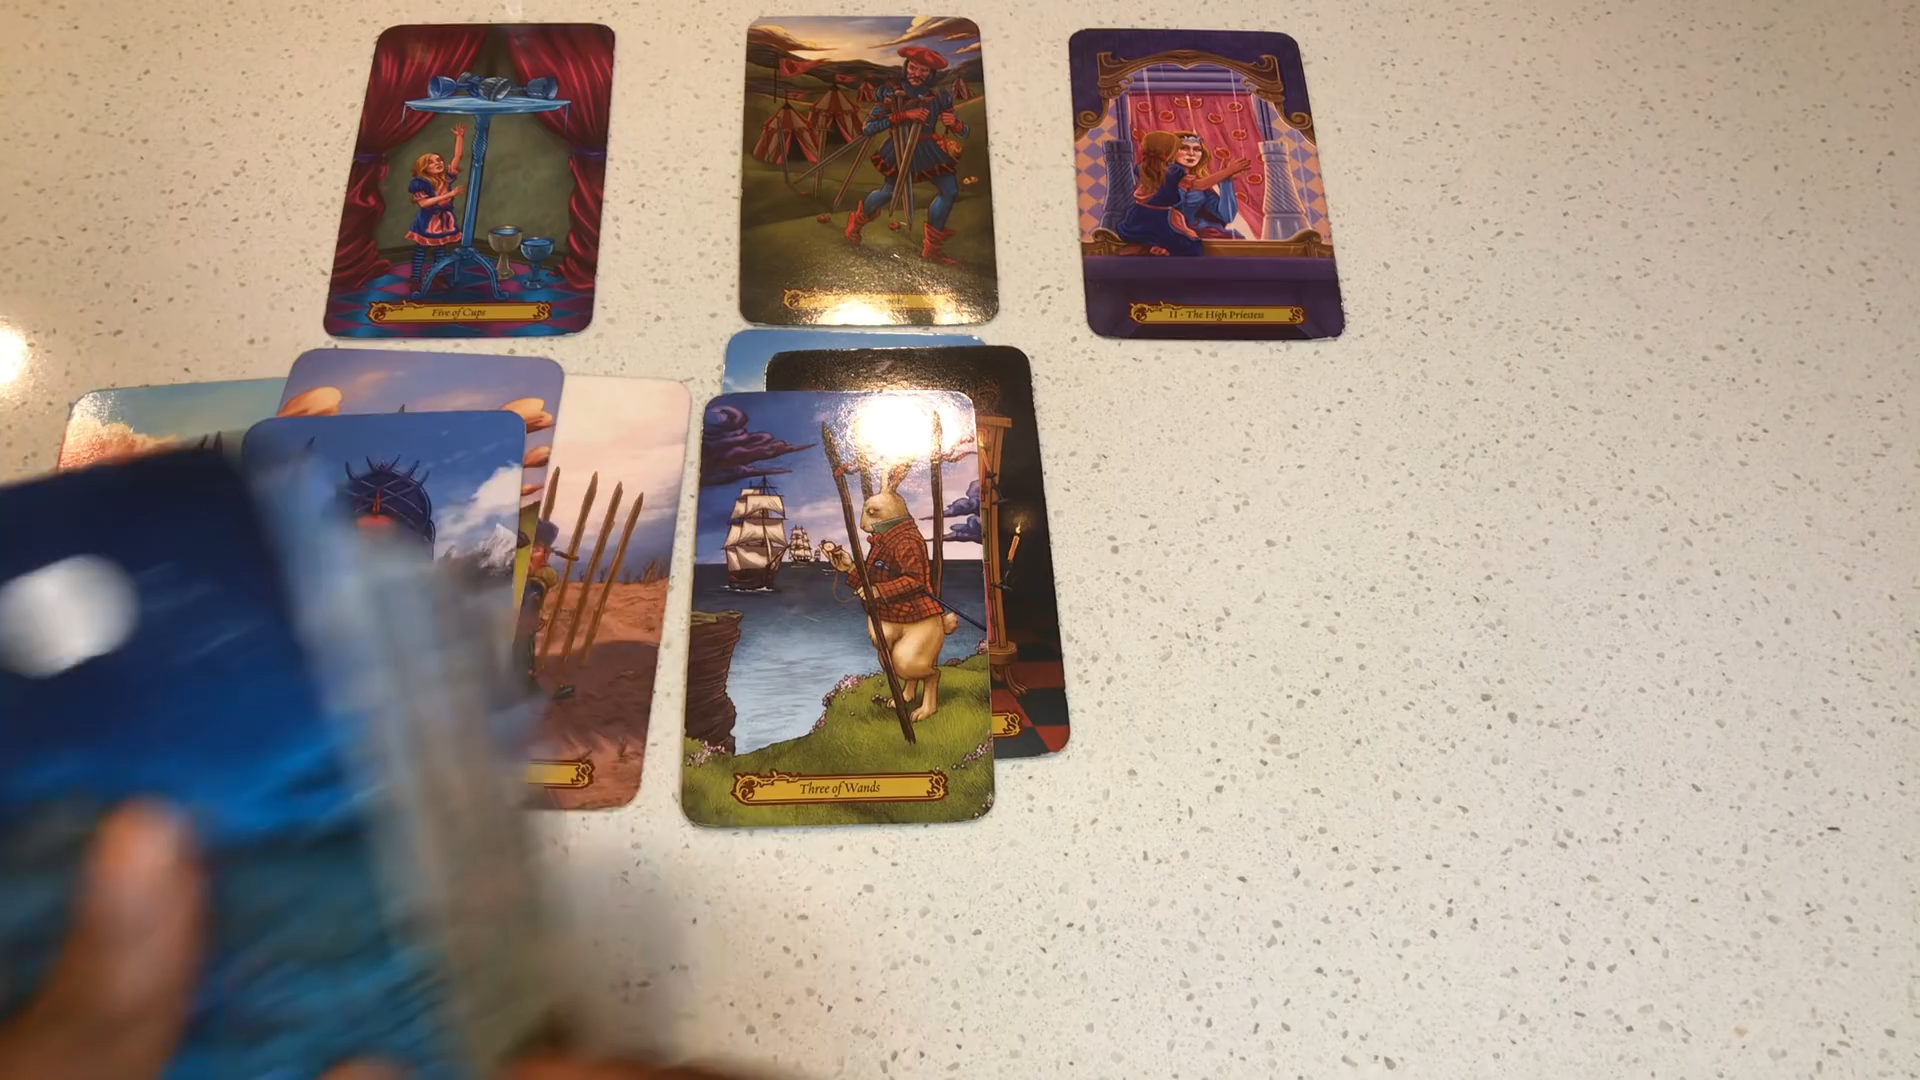 Five of Cups
II - The High Priestess
Three of Wands